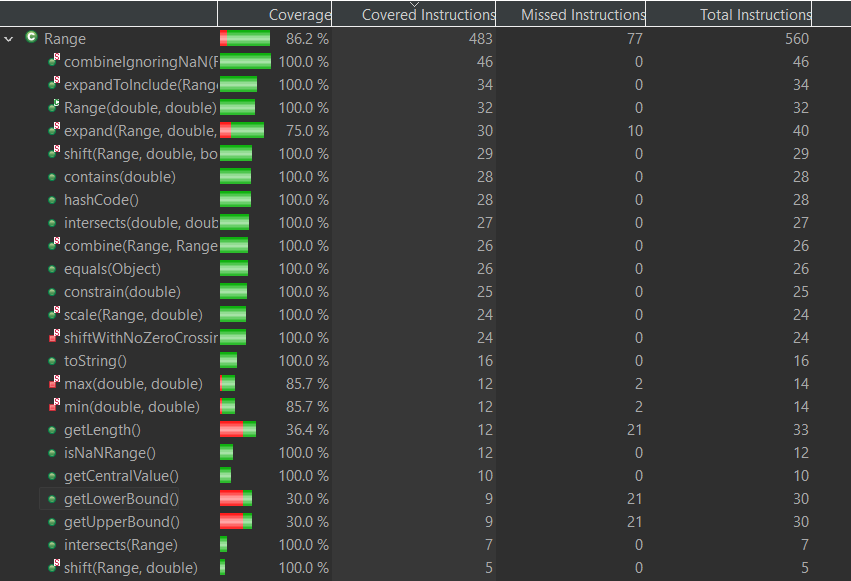 Coverage Covered Instructions Missed Instructions Total Instructions
Range 86.2 % 483 77 560
combineIgnoringNaN(R 100.0 % 46 0 46
expandToInclude(Range 100.0 % 34 0 34
Range(double, double) 100.0 % 32 0 32
expand(Range, double, 75.0 % 30 10 40
shift(Range, double, bo 100.0 % 29 0 29
contains(double) 100.0 % 28 0 28
hashCode() 100.0 % 28 0 28
intersects(double, doub 100.0 % 27 0 27
combine(Range, Range 100.0 % 26 0 26
equals(Object) 100.0 % 26 0 26
constrain(double) 100.0 % 25 0 25
scale(Range, double) 100.0 % 24 0 24
shiftWithNoZeroCrossin 100.0 % 24 0 24
toString() 100.0 % 16 0 16
max(double, double) 85.7 % 12 2 14
min(double, double) 85.7 % 12 2 14
getLength() 36.4 % 12 21 33
isNaNRange() 100.0 % 12 0 12
getCentralValue() 100.0 % 10 0 10
getLowerBound() 30.0 % 9 21 30
getUpperBound() 30.0 % 9 21 30
intersects(Range) 100.0 % 7 0 7
shift(Range, double) 100.0 % 5 0 5